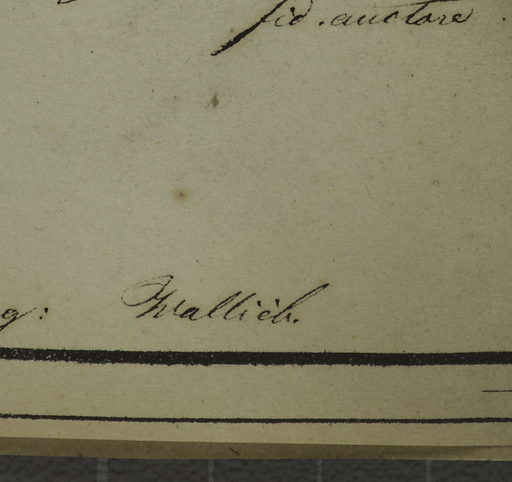 fid. auctore
g: Wallich.